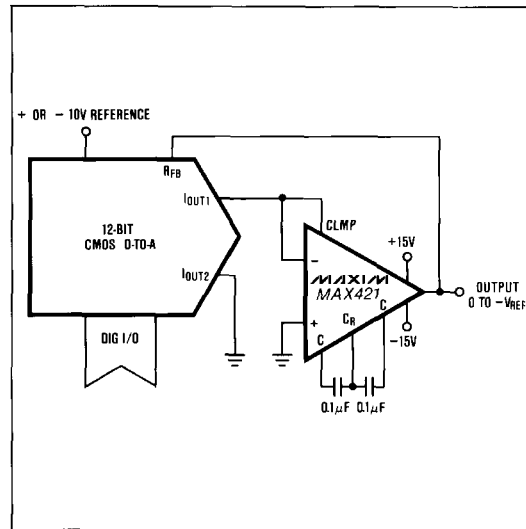 + OR - 10V REFERENCE
RFB
IOUT1
12-BIT
CMOS D-TO-A
IOUT2
DIG I/O
CLMP
+15V
-
MAXIM
MAX421
+
C
CR
C
-15V
OUTPUT
0 TO -VREF
0.1μF 0.1μF